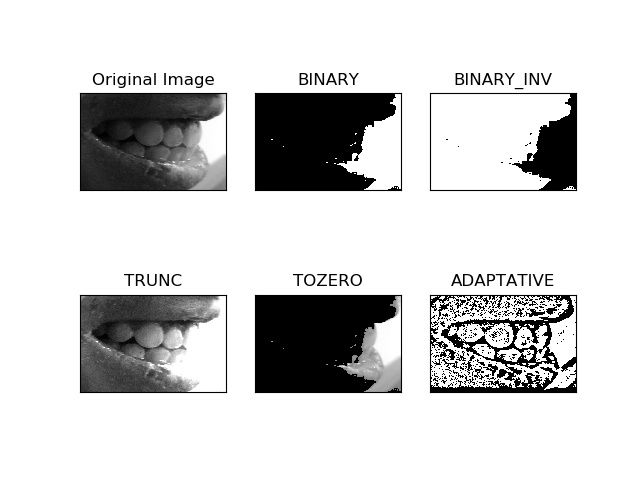 Original Image
BINARY
BINARY_INV
TRUNC
TOZERO
ADAPTATIVE